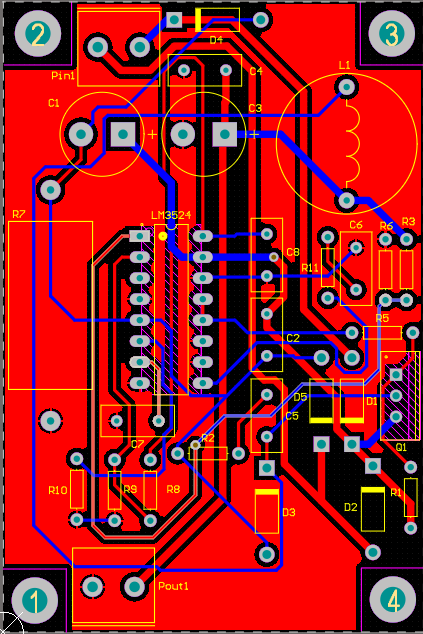 2
D4
3
Pin1
C4
L1
C1
C3
+
+
R7
LM3524
C6
R6
R3
C8
R11
R5
C2
D5
D1
C5
Q1
C7
R2
R10
R9
R8
D3
D2
R1
1
Pout1
4